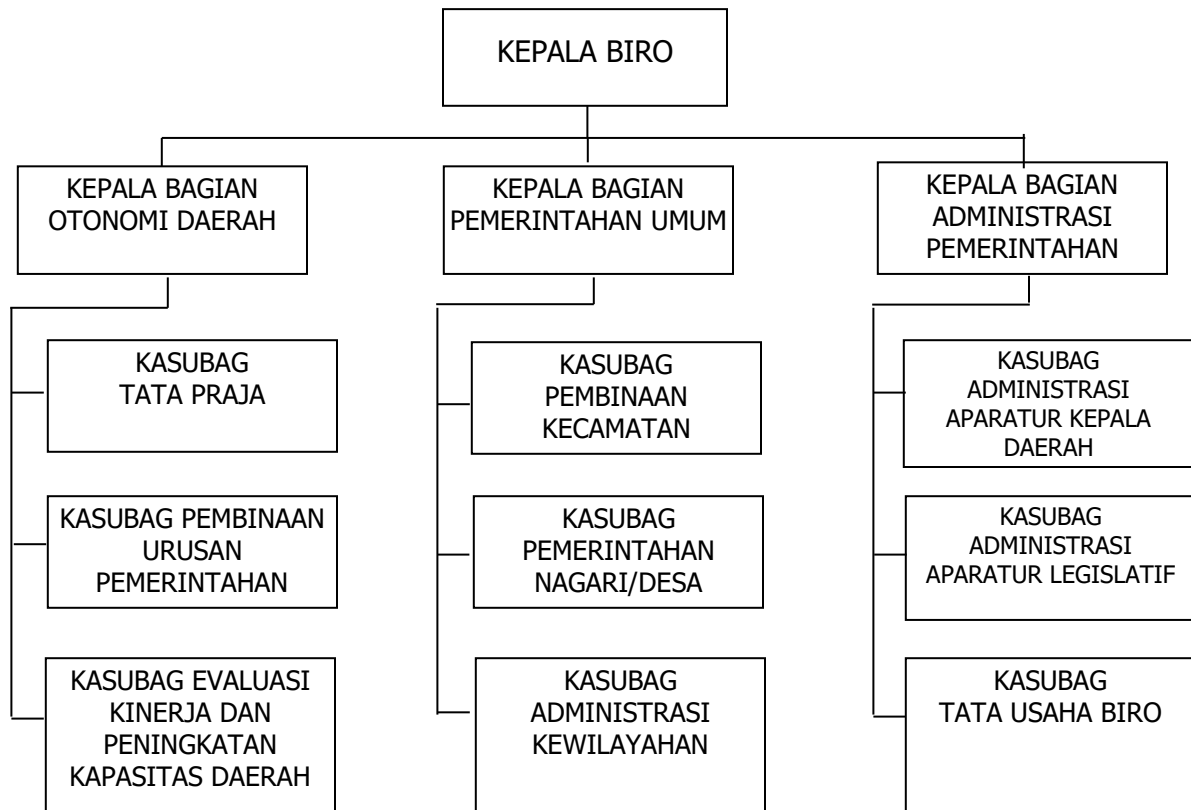 KEPALA BIRO
KEPALA BAGIAN
OTONOMI DAERAH
KEPALA BAGIAN
PEMERINTAHAN UMUM
KEPALA BAGIAN
ADMINISTRASI
PEMERINTAHAN
KASUBAG
TATA PRAJA
KASUBAG PEMBINAAN
URUSAN
PEMERINTAHAN
KASUBAG EVALUASI
KINERJA DAN
PENINGKATAN
KAPASITAS DAERAH
KASUBAG
PEMBINAAN
KECAMATAN
KASUBAG
PEMERINTAHAN
NAGARI/DESA
KASUBAG
ADMINISTRASI
KEWILAYAHAN
KASUBAG
ADMINISTRASI
APARATUR KEPALA
DAERAH
KASUBAG
ADMINISTRASI
APARATUR LEGISLATIF
KASUBAG
TATA USAHA BIRO